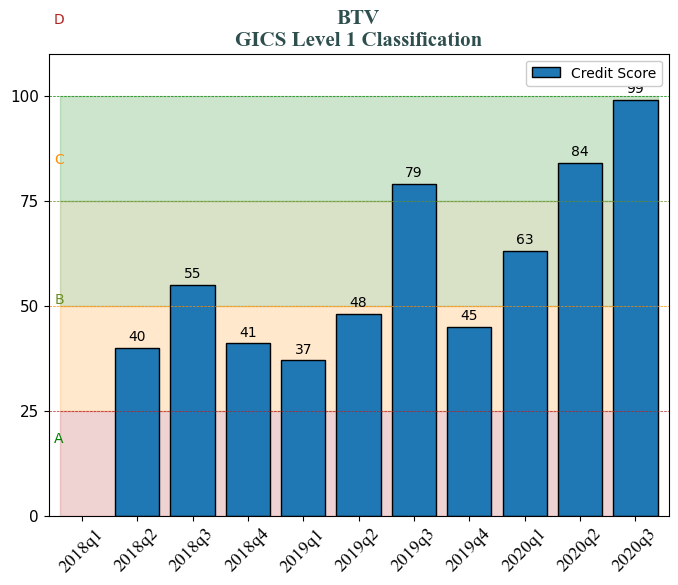 D
BTV
GICS Level 1 Classification
Credit Score
100
99
C
84
79
75
63
55
B
50
48
45
41
40
37
25
A
0
2018q1
2018q2
2018q3
2018q4
2019q1
2019q2
2019q3
2019q4
2020q1
2020q2
2020q3